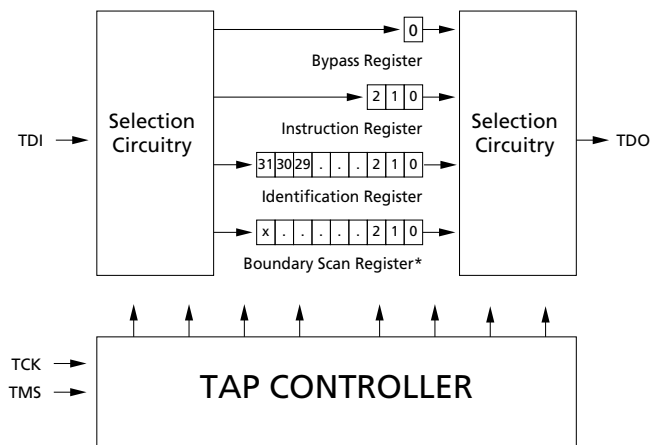 0
Bypass Register
2 1 0
Selection
Circuitry
Instruction Register
Selection
Circuitry
TDI
TDO
31 30 29 . . . 2 1 0
Identification Register
x . . . . . 2 1 0
Boundary Scan Register*
TCK
TMS
TAP CONTROLLER